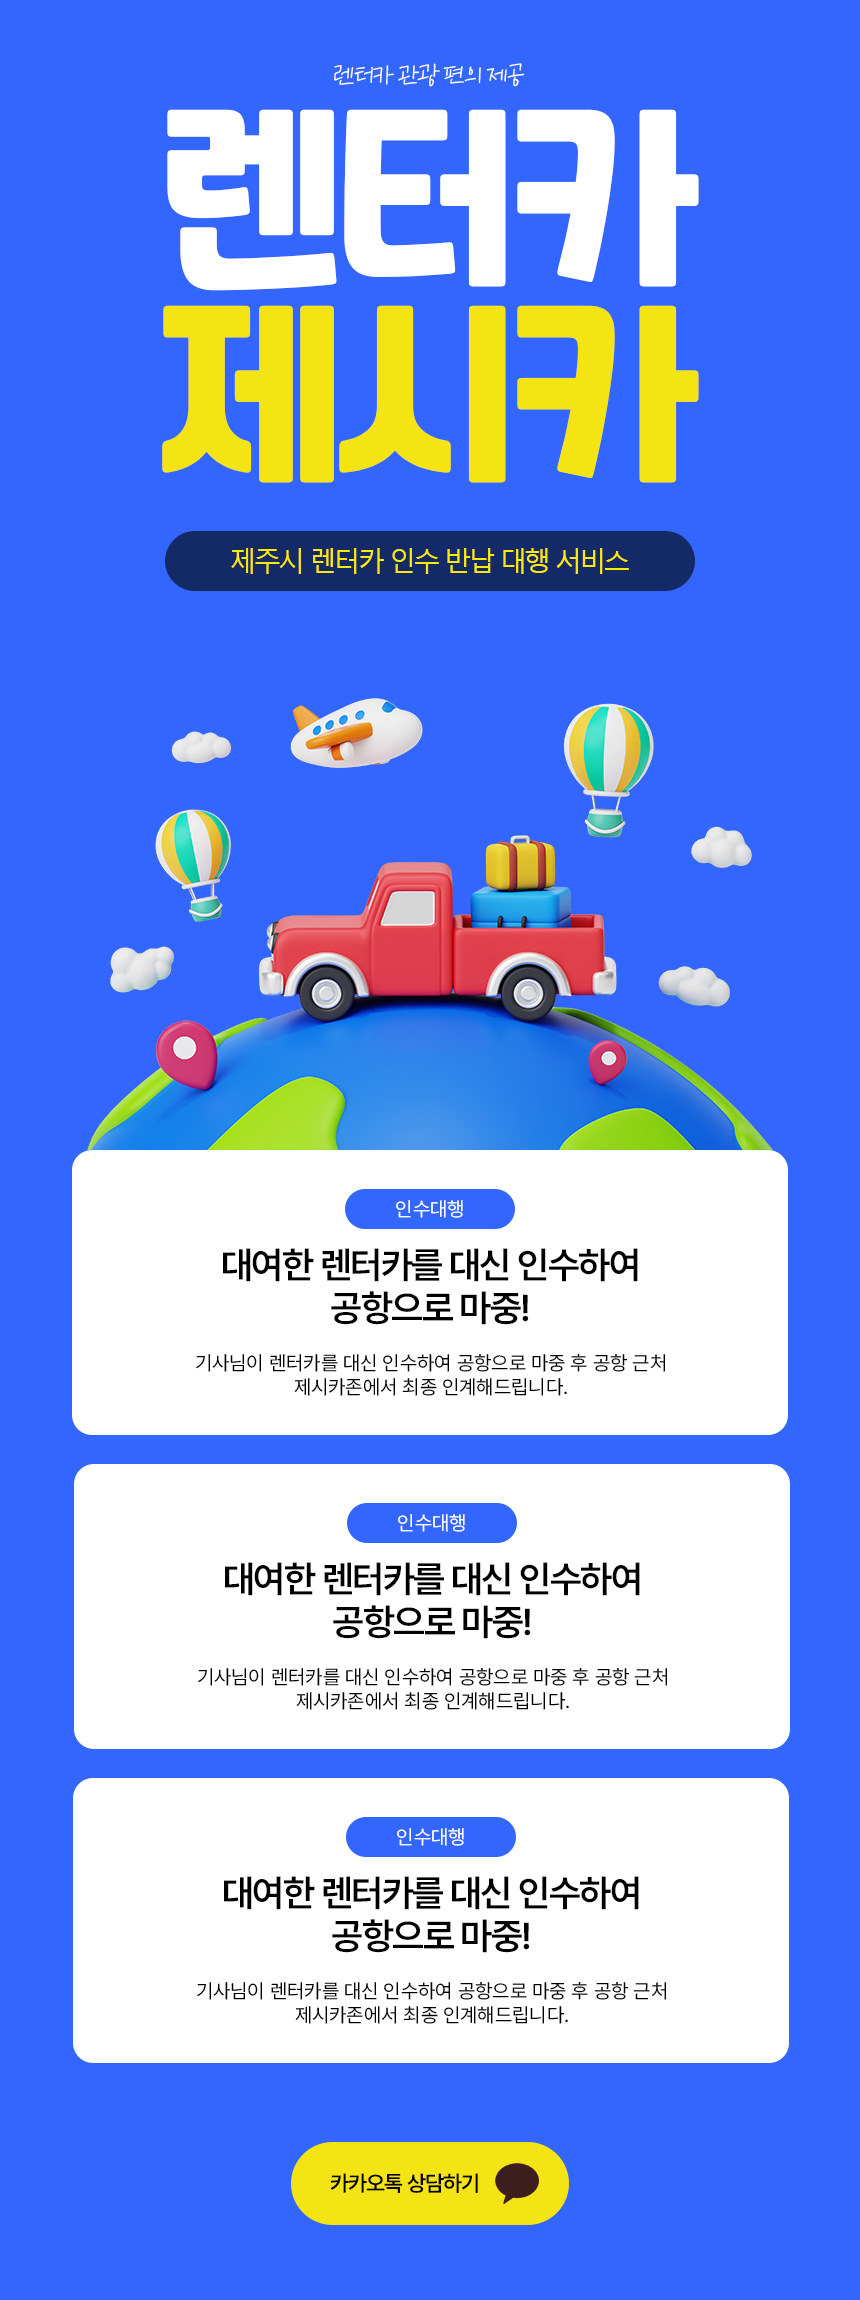 렌터카 관광 편의 제공
렌터카
제시카
제주시 렌터카 인수 반납 대행 서비스
인수대행
대여한 렌터카를 대신 인수하여
공항으로 마중!
기사님이 렌터카를 대신 인수하여 공항으로 마중 후 공항 근처
제시카존에서 최종 인계해드립니다.
인수대행
대여한 렌터카를 대신 인수하여
공항으로 마중!
기사님이 렌터카를 대신 인수하여 공항으로 마중 후 공항 근처
제시카존에서 최종 인계해드립니다.
인수대행
대여한 렌터카를 대신 인수하여
공항으로 마중!
기사님이 렌터카를 대신 인수하여 공항으로 마중 후 공항 근처
제시카존에서 최종 인계해드립니다.
카카오톡 상담하기